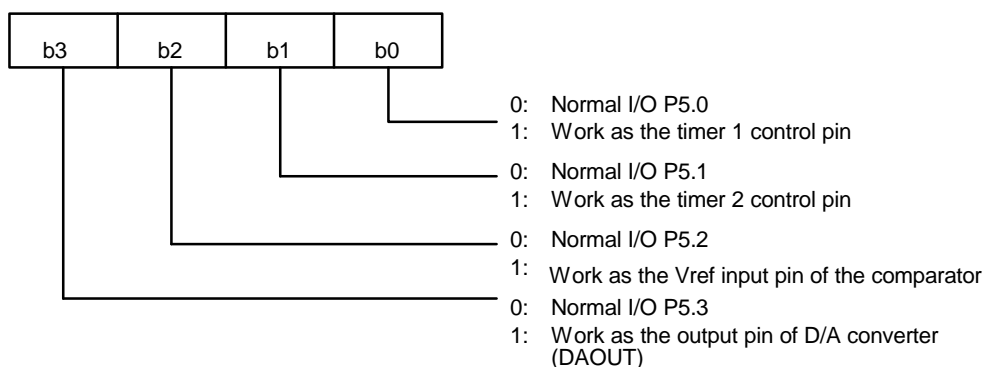 b3 b2 b1 b0
0: Normal I/O P5.0
1: Work as the timer 1 control pin
0: Normal I/O P5.1
1: Work as the timer 2 control pin
0: Normal I/O P5.2
1: Work as the Vref input pin of the comparator
0: Normal I/O P5.3
1: Work as the output pin of D/A converter
(DAOUT)